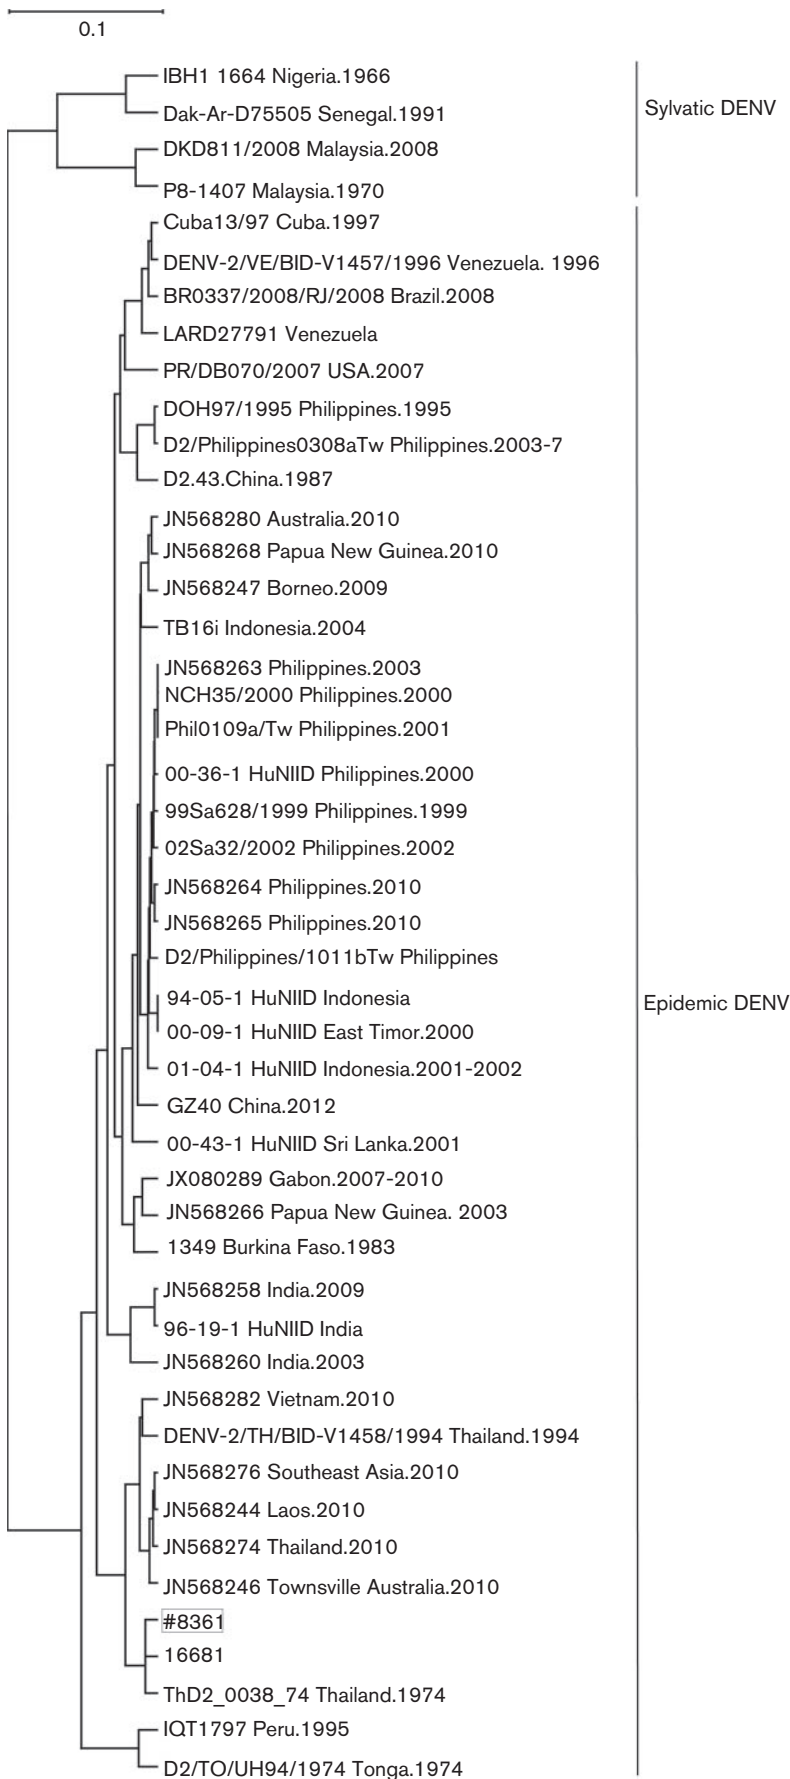 0.1
IBH1 1664 Nigeria.1966
Dak-Ar-D75505 Senegal.1991
DKD811/2008 Malaysia.2008
P8-1407 Malaysia.1970
Sylvatic DENV
Cuba13/97 Cuba.1997
DENV-2/VE/BID-V1457/1996 Venezuela. 1996
BR0337/2008/RJ/2008 Brazil.2008
LARD27791 Venezuela
PR/DB070/2007 USA.2007
DOH97/1995 Philippines.1995
D2/Philippines0308aTw Philippines.2003-7
D2.43.China.1987
JN568280 Australia.2010
JN568268 Papua New Guinea.2010
JN568247 Borneo.2009
TB16i Indonesia.2004
JN568263 Philippines.2003
NCH35/2000 Philippines.2000
Phil0109a/Tw Philippines.2001
00-36-1 HuNIID Philippines.2000
99Sa628/1999 Philippines.1999
02Sa32/2002 Philippines.2002
JN568264 Philippines.2010
JN568265 Philippines.2010
D2/Philippines/1011bTw Philippines
94-05-1 HuNIID Indonesia
00-09-1 HuNIID East Timor.2000
01-04-1 HuNIID Indonesia.2001-2002
GZ40 China.2012
00-43-1 HuNIID Sri Lanka.2001
JX080289 Gabon.2007-2010
JN568266 Papua New Guinea. 2003
1349 Burkina Faso.1983
JN568258 India.2009
96-19-1 HuNIID India
JN568260 India.2003
JN568282 Vietnam.2010
DENV-2/TH/BID-V1458/1994 Thailand.1994
JN568276 Southeast Asia.2010
JN568244 Laos.2010
JN568274 Thailand.2010
JN568246 Townsville Australia.2010
#8361
16681
ThD2_0038_74 Thailand.1974
IQT1797 Peru.1995
D2/TO/UH94/1974 Tonga.1974
Epidemic DENV